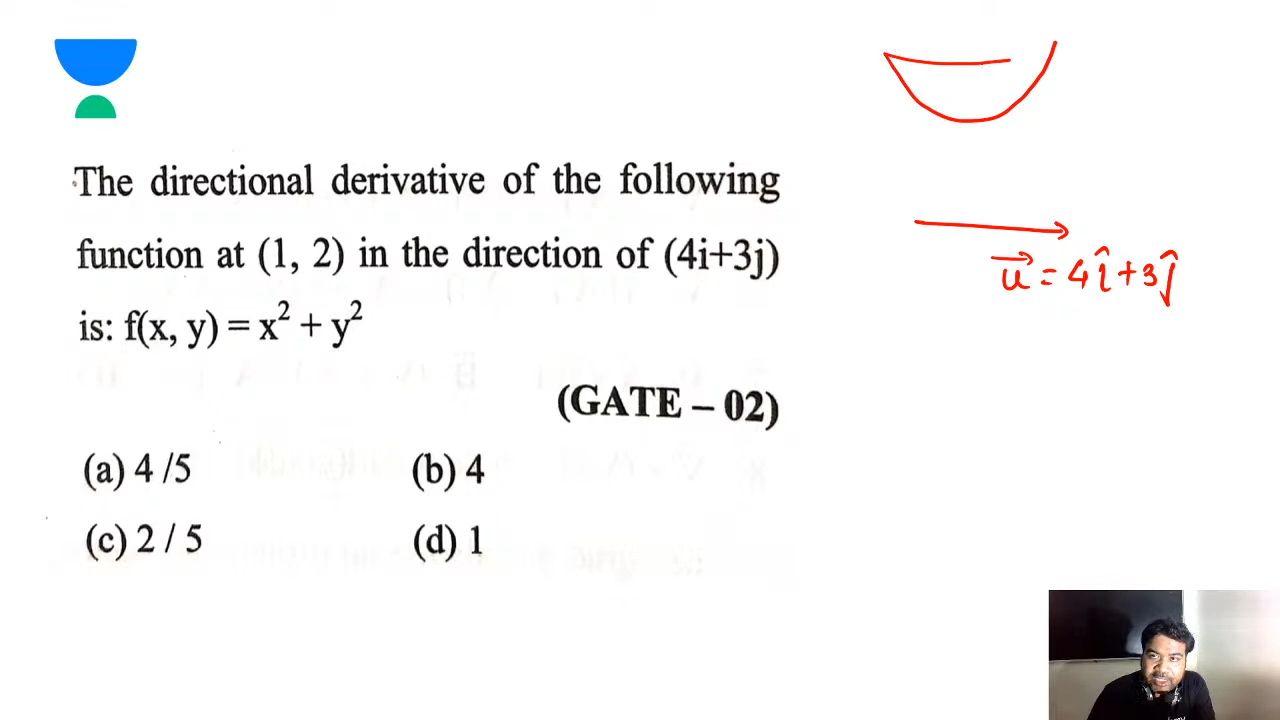 The directional derivative of the following
function at (1, 2) in the direction of (4i+3j)
is: f(x, y) = x² + y²
(GATE – 02)
(a) 4 /5 (b) 4
(c) 2 / 5 (d) 1
u⃗ = 4î + 3ĵ